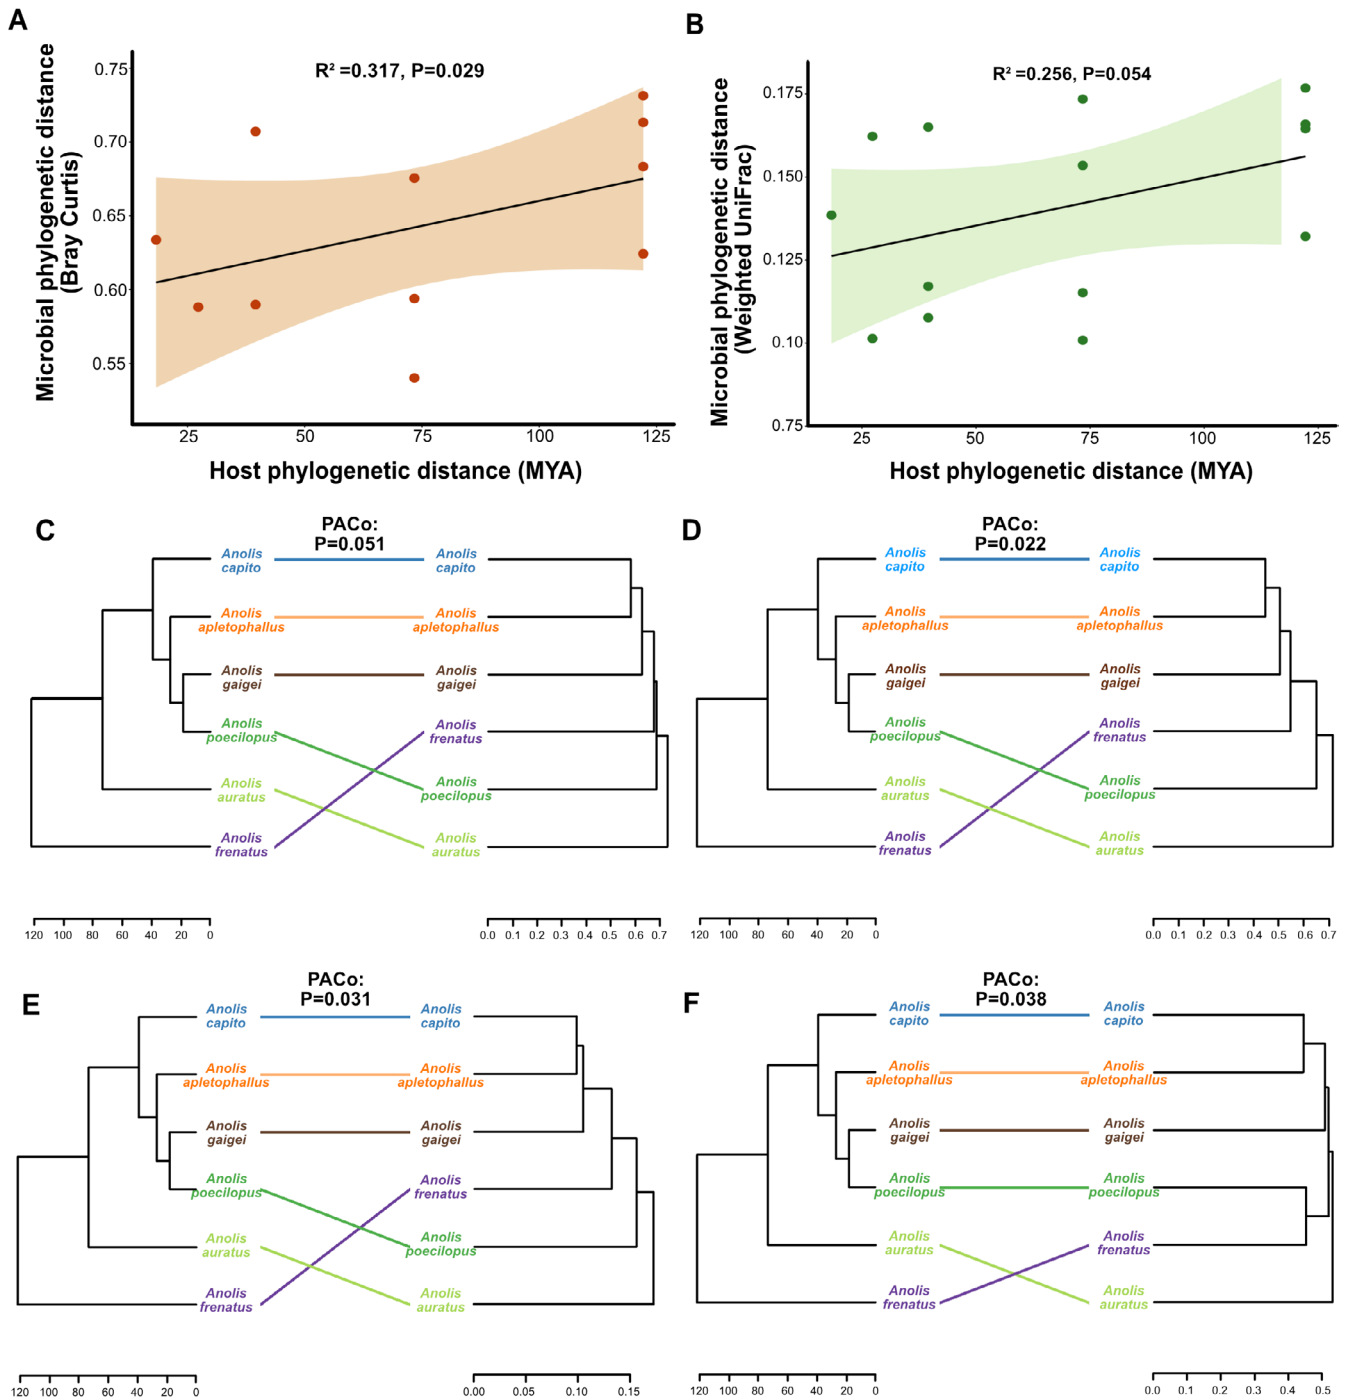 A
R² =0.317, P=0.029
Microbial phylogenetic distance
(Bray Curtis)
0.75
0.70
0.65
0.60
0.55
25
50
75
100
125
Host phylogenetic distance (MYA)
B
R² =0.256, P=0.054
Microbial phylogenetic distance
(Weighted UniFrac)
0.175
0.150
0.125
0.100
0.75
25
50
75
100
125
Host phylogenetic distance (MYA)
C
PACo:
P=0.051
Anolis
capito
Anolis
capito
Anolis
apletophallus
Anolis
apletophallus
Anolis
gaigei
Anolis
gaigei
Anolis
poecilopus
Anolis
frenatus
Anolis
auratus
Anolis
poecilopus
Anolis
frenatus
Anolis
auratus
120 100 80 60 40 20 0
0.0 0.1 0.2 0.3 0.4 0.5 0.6 0.7
D
PACo:
P=0.022
Anolis
capito
Anolis
capito
Anolis
apletophallus
Anolis
apletophallus
Anolis
gaigei
Anolis
gaigei
Anolis
poecilopus
Anolis
frenatus
Anolis
auratus
Anolis
poecilopus
Anolis
frenatus
Anolis
auratus
120 100 80 60 40 20 0
0.0 0.1 0.2 0.3 0.4 0.5 0.6 0.7
E
PACo:
P=0.031
Anolis
capito
Anolis
capito
Anolis
apletophallus
Anolis
apletophallus
Anolis
gaigei
Anolis
gaigei
Anolis
poecilopus
Anolis
frenatus
Anolis
auratus
Anolis
poecilopus
Anolis
frenatus
Anolis
auratus
120 100 80 60 40 20 0
0.00 0.05 0.10 0.15
F
PACo:
P=0.038
Anolis
capito
Anolis
capito
Anolis
apletophallus
Anolis
apletophallus
Anolis
gaigei
Anolis
gaigei
Anolis
poecilopus
Anolis
poecilopus
Anolis
auratus
Anolis
frenatus
Anolis
frenatus
Anolis
auratus
120 100 80 60 40 20 0
0.0 0.1 0.2 0.3 0.4 0.5